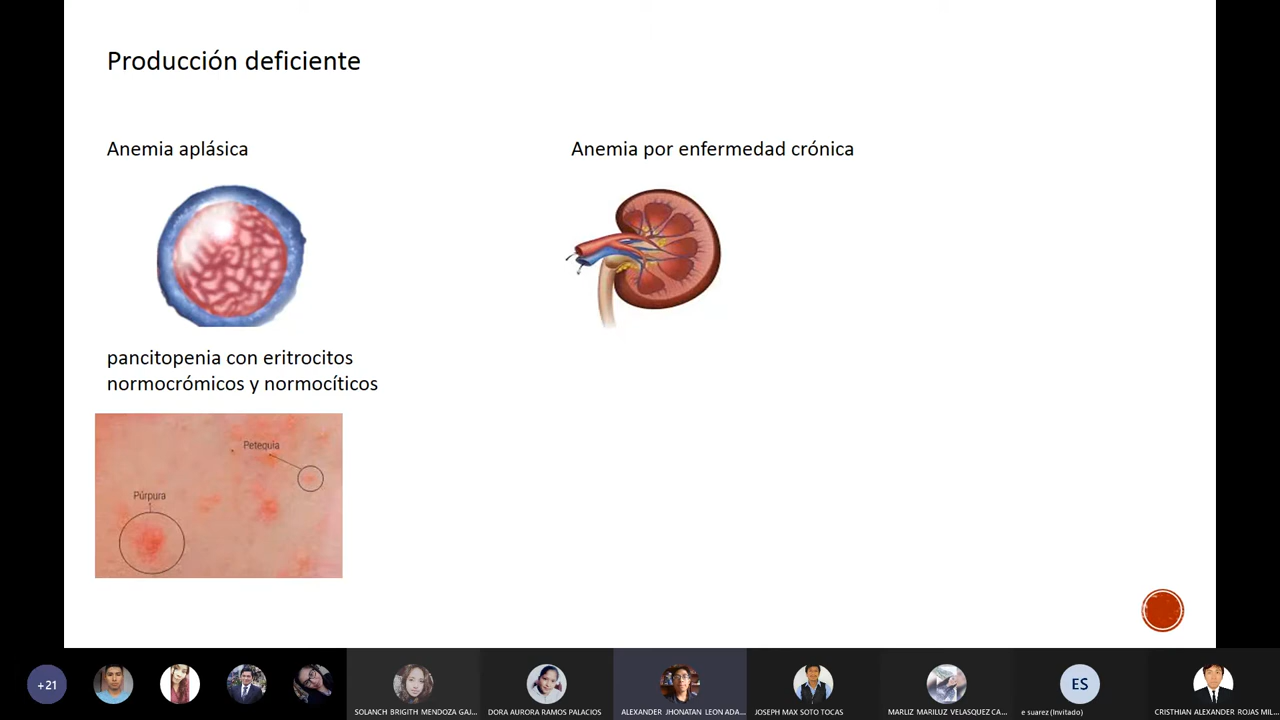 Producción deficiente
Anemia aplásica
Anemia por enfermedad crónica
pancitopenia con eritrocitos
normocrómicos y normocíticos
Petequia
Púrpura
+21
SOLANCH BRIGITH MENDOZA GAJ...
DORA AURORA RAMOS PALACIOS
ALEXANDER JHONATAN LEON ADA...
JOSEPH MAX SOTO TOCAS
MARLIZ MARILUZ VELASQUEZ CA...
ES
e suarez (Invitado)
CRISTHIAN ALEXANDER ROJAS MIL...